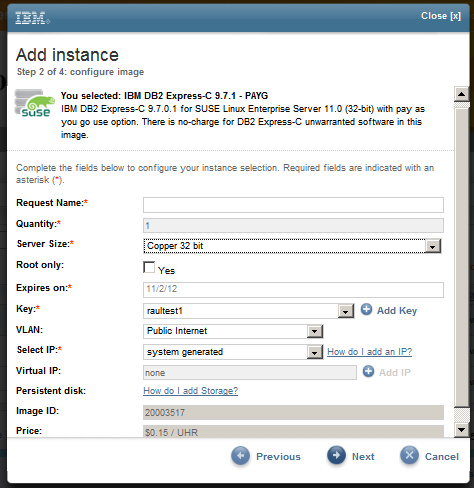 IBM
Close [x]
Add instance
Step 2 of 4: configure image
SUSE
You selected: IBM DB2 Express-C 9.7.1 - PAYG
IBM DB2 Express-C 9.7.0.1 for SUSE Linux Enterprise Server 11.0 (32-bit) with pay as
you go use option. There is no-charge for DB2 Express-C unwarranted software in this
image.
Complete the fields below to configure your instance selection. Required fields are indicated with an
asterisk (*).
Request Name:*
Quantity:* 1
Server Size:* Copper 32 bit
Root only: Yes
Expires on:* 11/2/12
Key:* raultest1 Add Key
VLAN: Public Internet
Select IP:* system generated How do I add an IP?
Virtual IP: none Add IP
Persistent disk: How do I add Storage?
Image ID: 20003517
Price: $0.15 / UHR
Previous Next Cancel